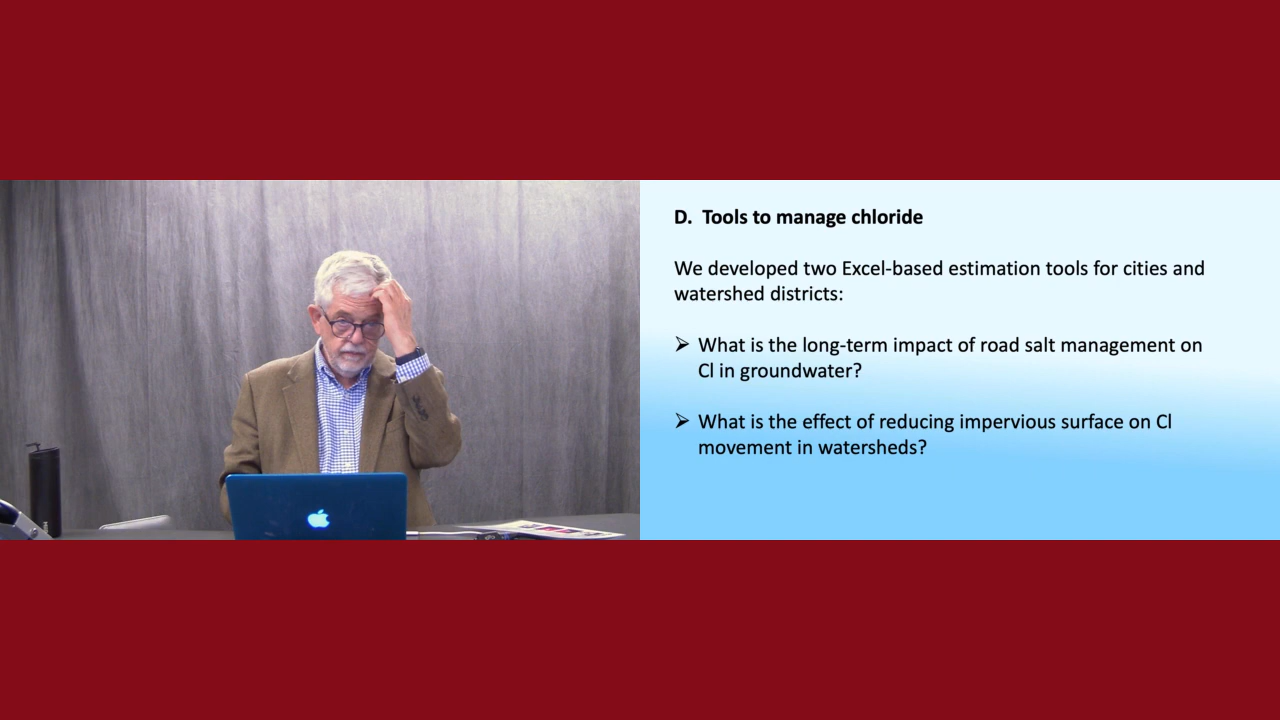 D. Tools to manage chloride
We developed two Excel-based estimation tools for cities and
watershed districts:
➢ What is the long-term impact of road salt management on
Cl in groundwater?
➢ What is the effect of reducing impervious surface on Cl
movement in watersheds?